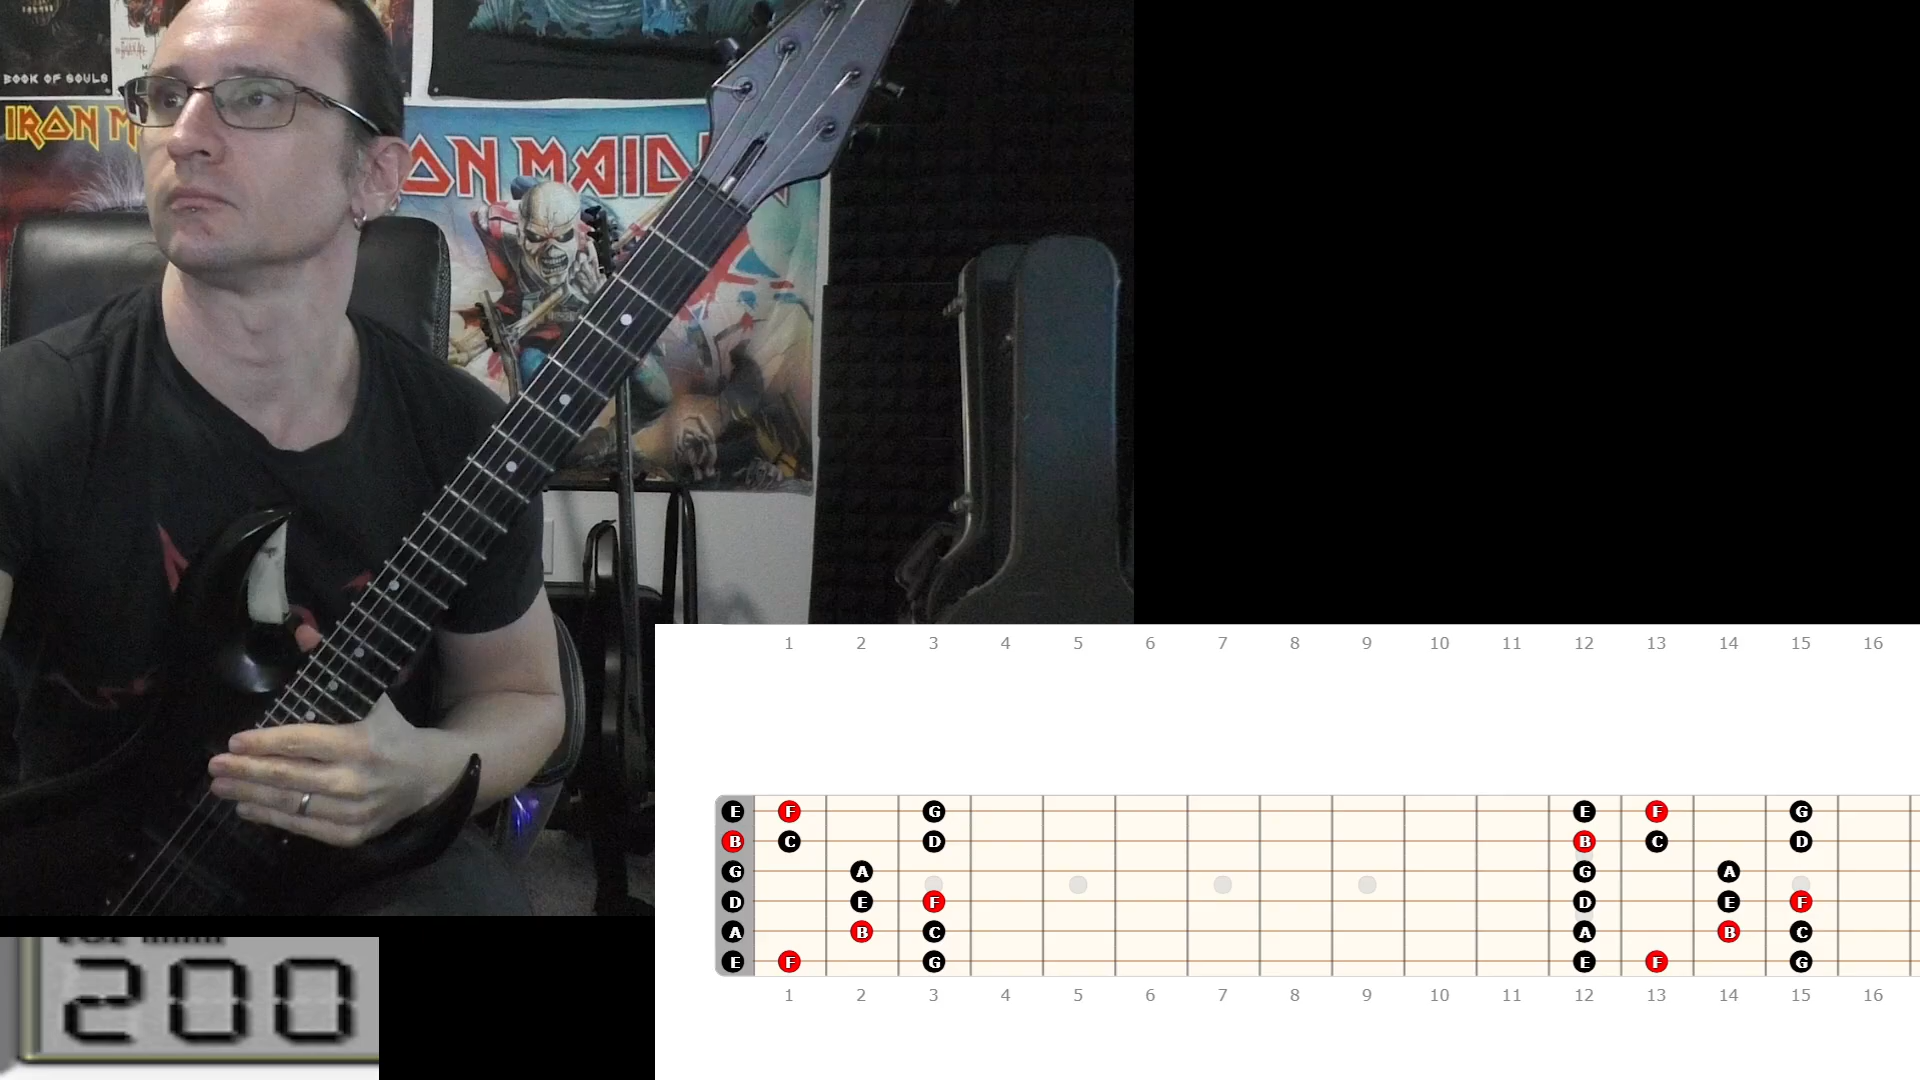 BOOK OF SOULS
IRON M
ON MAID
1 2 3 4 5 6 7 8 9 10 11 12 13 14 15 16
E F G E F G
B C D B C D
G A G A
D E F D E F
A B C A B C
E F G E F G
1 2 3 4 5 6 7 8 9 10 11 12 13 14 15 16
200